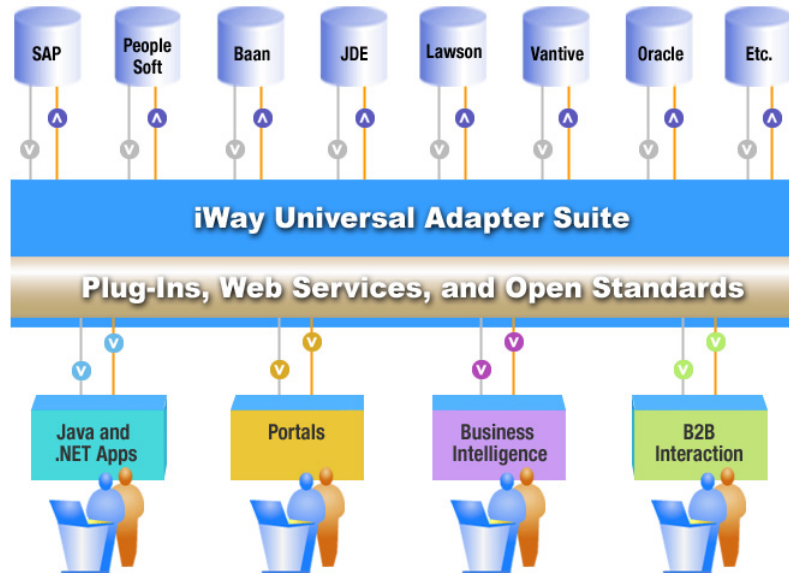 SAP
People
Soft
Baan
JDE
Lawson
Vantive
Oracle
Etc.
iWay Universal Adapter Suite
Plug-Ins, Web Services, and Open Standards
Java and
.NET Apps
Portals
Business
Intelligence
B2B
Interaction